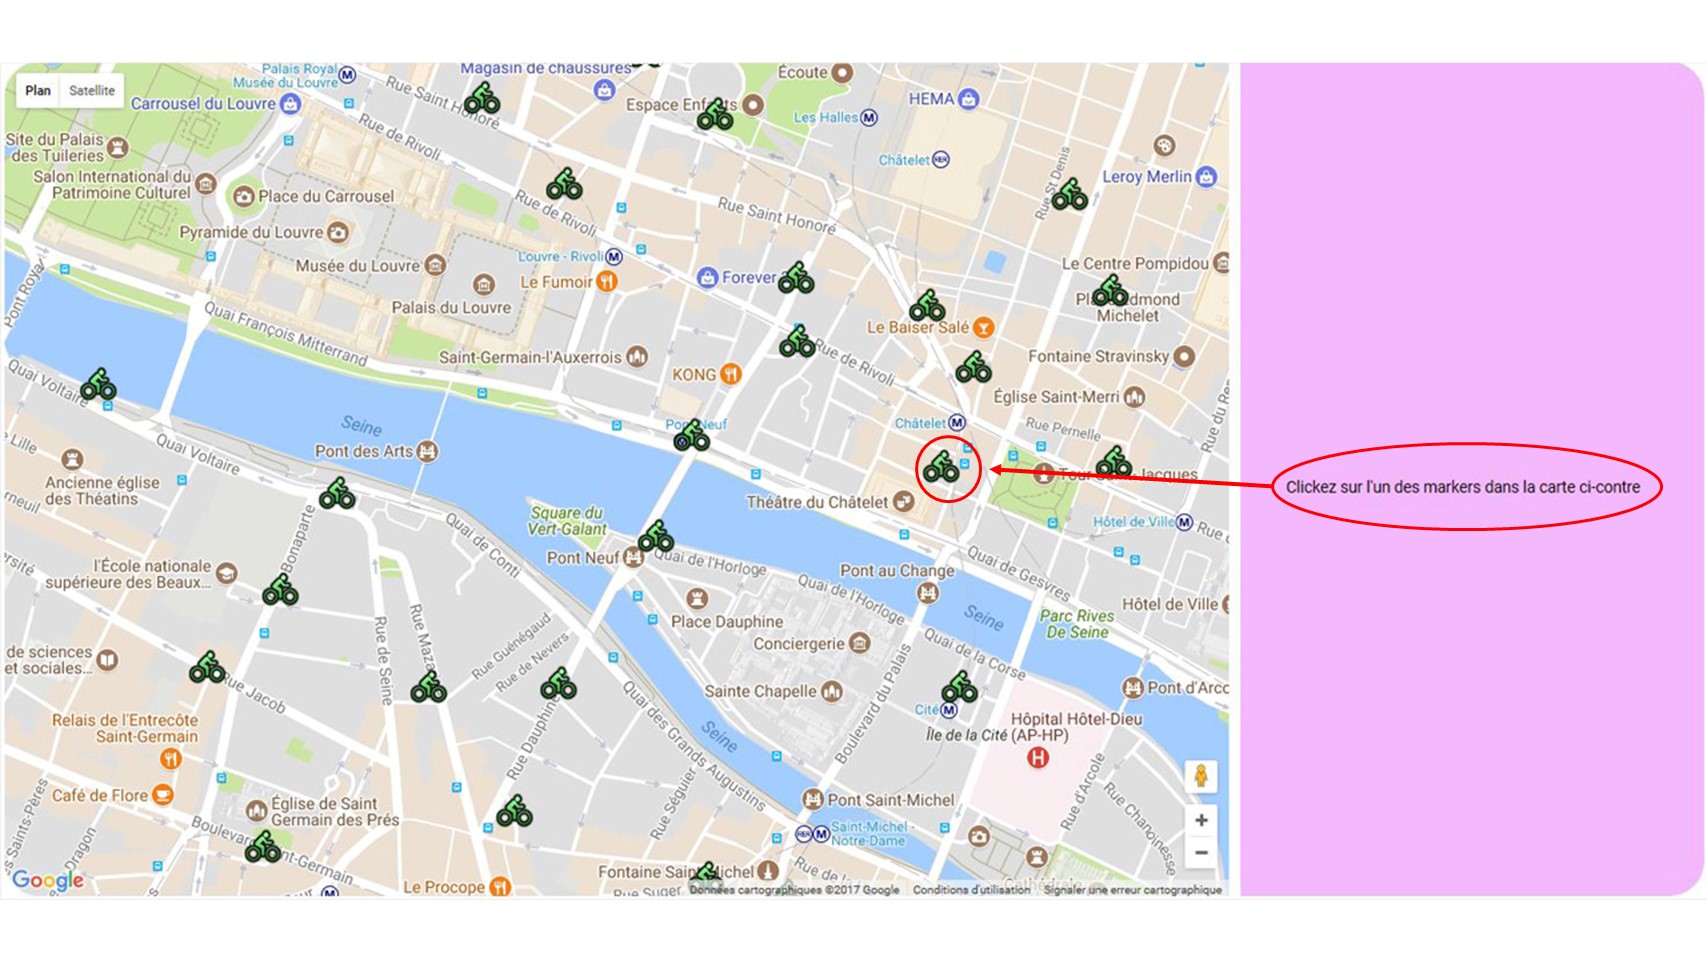 Plan Satellite
Palais Royal
Musée du Louvre
Magasin de chaussures
Écoute
Carrousel du Louvre
Rue Saint Honoré
Espace Enfants
HEMA
Les Halles
Site du Palais
des Tuileries
Rue de Rivoli
Châtelet
Salon International du
Patrimoine Culturel
Place du Carrousel
Rue de Rivoli
Rue Saint Honoré
Rue St Denis
Leroy Merlin
Pyramide du Louvre
Musée du Louvre
Louvre - Rivoli
Le Fumoir
Forever
Le Centre Pompidou
Pont Royal
Palais du Louvre
Edmond
Michelet
Quai François Mitterrand
Le Baiser Salé
Saint-Germain-l'Auxerrois
Rue de Rivoli
Fontaine Stravinsky
Quai Voltaire
KONG
Église Saint-Merri
Seine
Pont Neuf
Châtelet
Rue Pernelle
Rue du Ren
Lille
Quai Voltaire
Pont des Arts
Ancienne église
des Théatins
Tour Saint-Jacques
Clickez sur l'un des markers dans la carte ci-contre
Théâtre du Châtelet
Square du
Vert-Galant
Hôtel de Ville
Rue
Bonaparte
Quai de Conti
Pont Neuf
Quai de l'Horloge
Quai de Gesvres
l'École nationale
supérieure des Beaux...
Pont au Change
Quai de l'Horloge
Seine
Hôtel de Ville
Rue Mazarine
Place Dauphine
Parc Rives
De Seine
Rue de Seine
Rue Guénégaud
Rue de Nevers
Conciergerie
Quai de la Corse
de sciences
et sociales...
Rue Jacob
Sainte Chapelle
Boulevard du Palais
Pont d'Arco
Cité
Relais de l'Entrecôte
Saint-Germain
Rue Dauphine
Quai des Grands Augustins
Seine
Île de la Cité
Hôpital Hôtel-Dieu
(AP-HP)
H
Café de Flore
Église de Saint
Germain des Prés
Rue Séguier
Pont Saint-Michel
Rue d'Arcole
Rue Chanoinesse
s Saints-Pères
Dragon
Boulevard Saint-Germain
RER M
Saint-Michel -
Notre-Dame
Fontaine Saint-Michel
Rue de la
Google
Le Procope
Rue Suger
Données cartographiques ©2017 Google Conditions d'utilisation Signaler une erreur cartographique